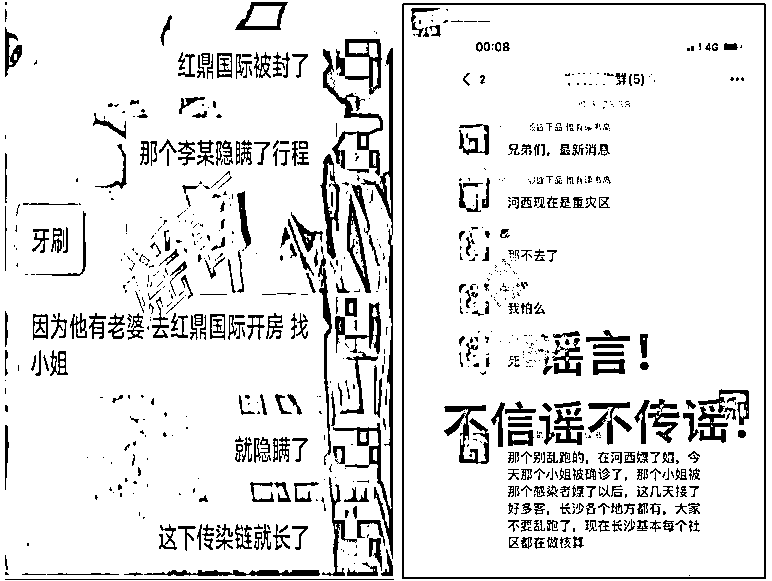 红鼎国际被封了
那个李某隐瞒了行程
牙刷
因为他有老婆 去红鼎国际开房 找
小姐
就隐瞒了
这下传染链就长了
00:08
4G
2
群(5)
兄弟们，最新消息
河西现在是重灾区
那不去了
我怕么
谣言！
不信谣不传谣！
那个别乱跑的，在河西嫖了娼，今
天那个小姐被确诊了，那个小姐被
那个感染者嫖了以后，这几天接了
好多客，长沙各个地方都有，大家
不要乱跑了，现在长沙基本每个社
区都在做核算